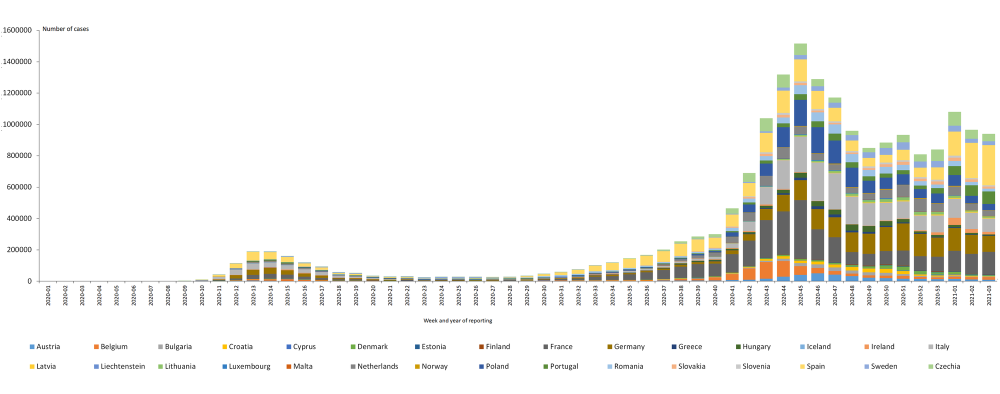 Number of cases
1600000
1400000
1200000
1000000
800000
600000
400000
200000
0
2020-01 2020-02 2020-03 2020-04 2020-05 2020-06 2020-07 2020-08 2020-09 2020-10 2020-11 2020-12 2020-13 2020-14 2020-15 2020-16 2020-17 2020-18 2020-19 2020-20 2020-21 2020-22 2020-23 2020-24 2020-25 2020-26 2020-27 2020-28 2020-29 2020-30 2020-31 2020-32 2020-33 2020-34 2020-35 2020-36 2020-37 2020-38 2020-39 2020-40 2020-41 2020-42 2020-43 2020-44 2020-45 2020-46 2020-47 2020-48 2020-49 2020-50 2020-51 2020-52 2020-53 2021-01 2021-02 2021-03
Week and year of reporting
Austria Belgium Bulgaria Croatia Cyprus Denmark Estonia Finland France Germany Greece Hungary Iceland Ireland Italy
Latvia Liechtenstein Lithuania Luxembourg Malta Netherlands Norway Poland Portugal Romania Slovakia Slovenia Spain Sweden Czechia